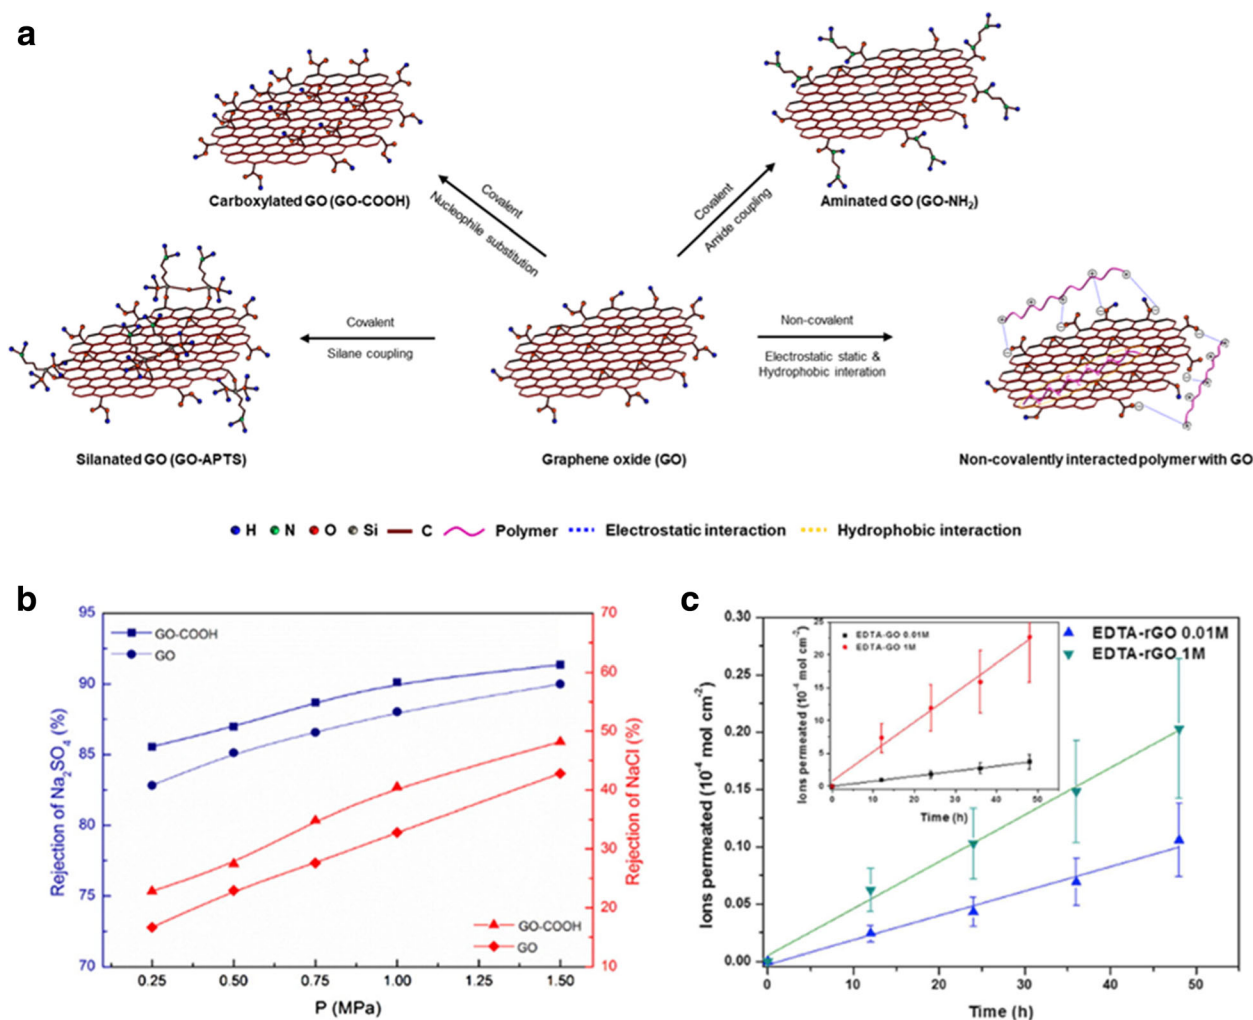 a
Carboxylated GO (GO-COOH)
Aminated GO (GO-NH2)
Covalent
Nucleophile substitution
Covalent
Amide coupling
Covalent
Silane coupling
Non-covalent
Electrostatic static &
Hydrophobic interation
Silanated GO (GO-APTS)
Graphene oxide (GO)
Non-covalently interacted polymer with GO
H N O Si C Polymer Electrostatic interaction Hydrophobic interaction
b
Rejection of Na2SO4 (%)
95
90
85
80
75
70
GO-COOH
GO
GO-COOH
GO
70
60
50
40
30
20
10
Rejection of NaCl (%)
0.25 0.50 0.75 1.00 1.25 1.50
P (MPa)
c
Ions permeated (10-4 mol cm-2)
0.30
0.25
0.20
0.15
0.10
0.05
0.00
EDTA-rGO 0.01M
EDTA-rGO 1M
Ions permeated (10-4 mol cm-2)
25
20
15
10
5
0
EDTA-GO 0.01M
EDTA-GO 1M
0 10 20 30 40 50
Time (h)
0 10 20 30 40 50
Time (h)